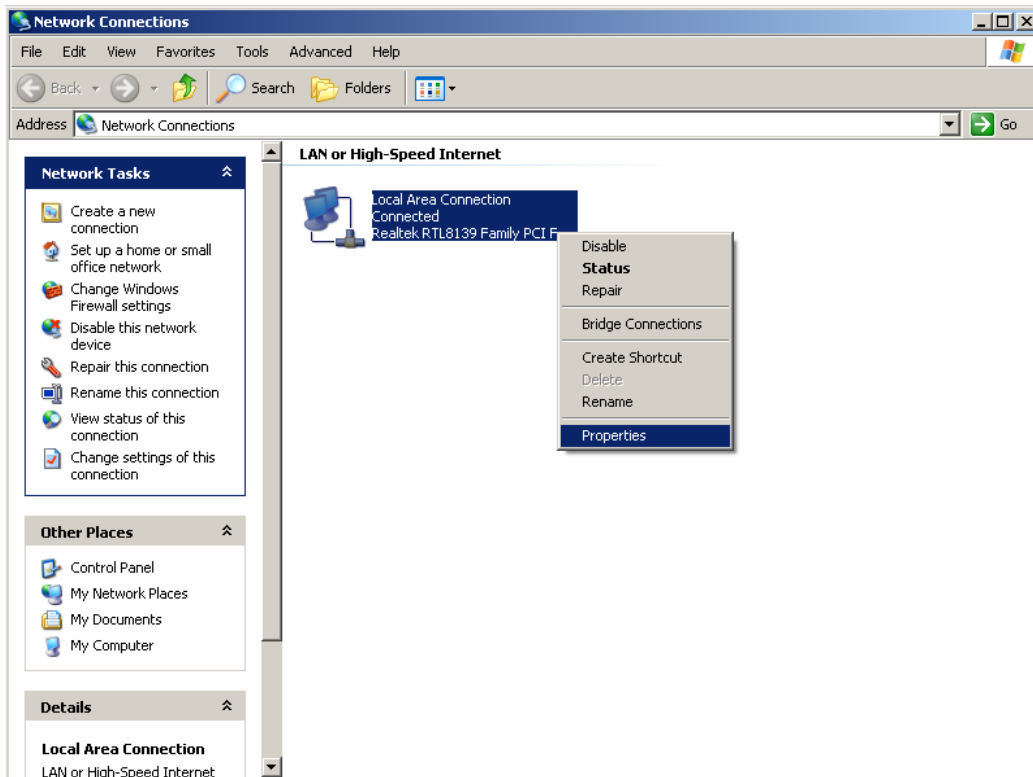 Network Connections
File Edit View Favorites Tools Advanced Help
Back Search Folders
Address Network Connections Go
Network Tasks
Create a new
connection
Set up a home or small
office network
Change Windows
Firewall settings
Disable this network
device
Repair this connection
Rename this connection
View status of this
connection
Change settings of this
connection
Other Places
Control Panel
My Network Places
My Documents
My Computer
Details
Local Area Connection
LAN or High-Speed Internet
LAN or High-Speed Internet
Local Area Connection
Connected
Realtek RTL8139 Family PCI F...
Disable
Status
Repair
Bridge Connections
Create Shortcut
Delete
Rename
Properties